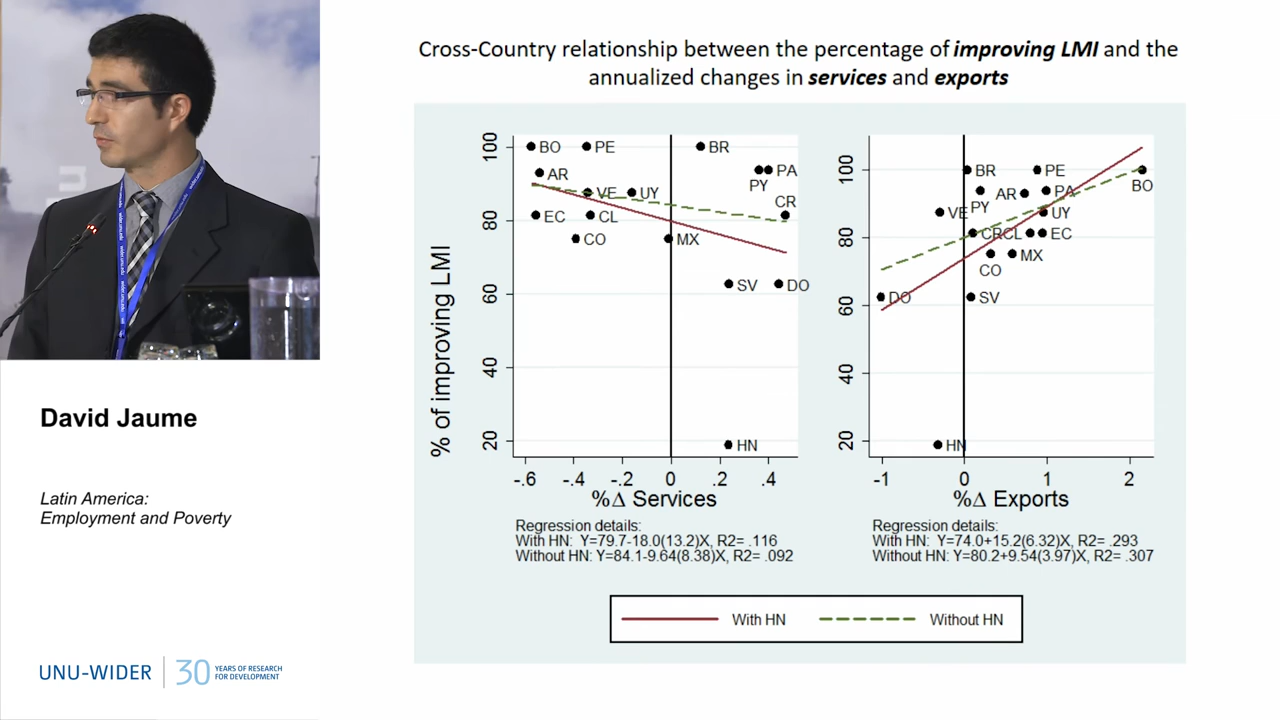 Cross-Country relationship between the percentage of improving LMI and the
annualized changes in services and exports
% of improving LMI
100
80
60
40
20
BO
PE
BR
AR
PA
PY
VE
UY
CR
EC
CL
CO
MX
SV
DO
HN
-.6 -.4 -.2 0 .2 .4
%Δ Services
Regression details:
With HN: Y=79.7-18.0(13.2)X, R2= .116
Without HN: Y=84.1-9.64(8.38)X, R2= .092
100
80
60
40
20
BR
PE
BO
AR
PA
PY
VE
UY
CR
CL
EC
CO
MX
DO
SV
HN
-1 0 1 2
%Δ Exports
Regression details:
With HN: Y=74.0+15.2(6.32)X, R2= .293
Without HN: Y=80.2+9.54(3.97)X, R2= .307
With HN
Without HN
David Jaume
Latin America:
Employment and Poverty
UNU-WIDER
30 YEARS OF RESEARCH
FOR DEVELOPMENT